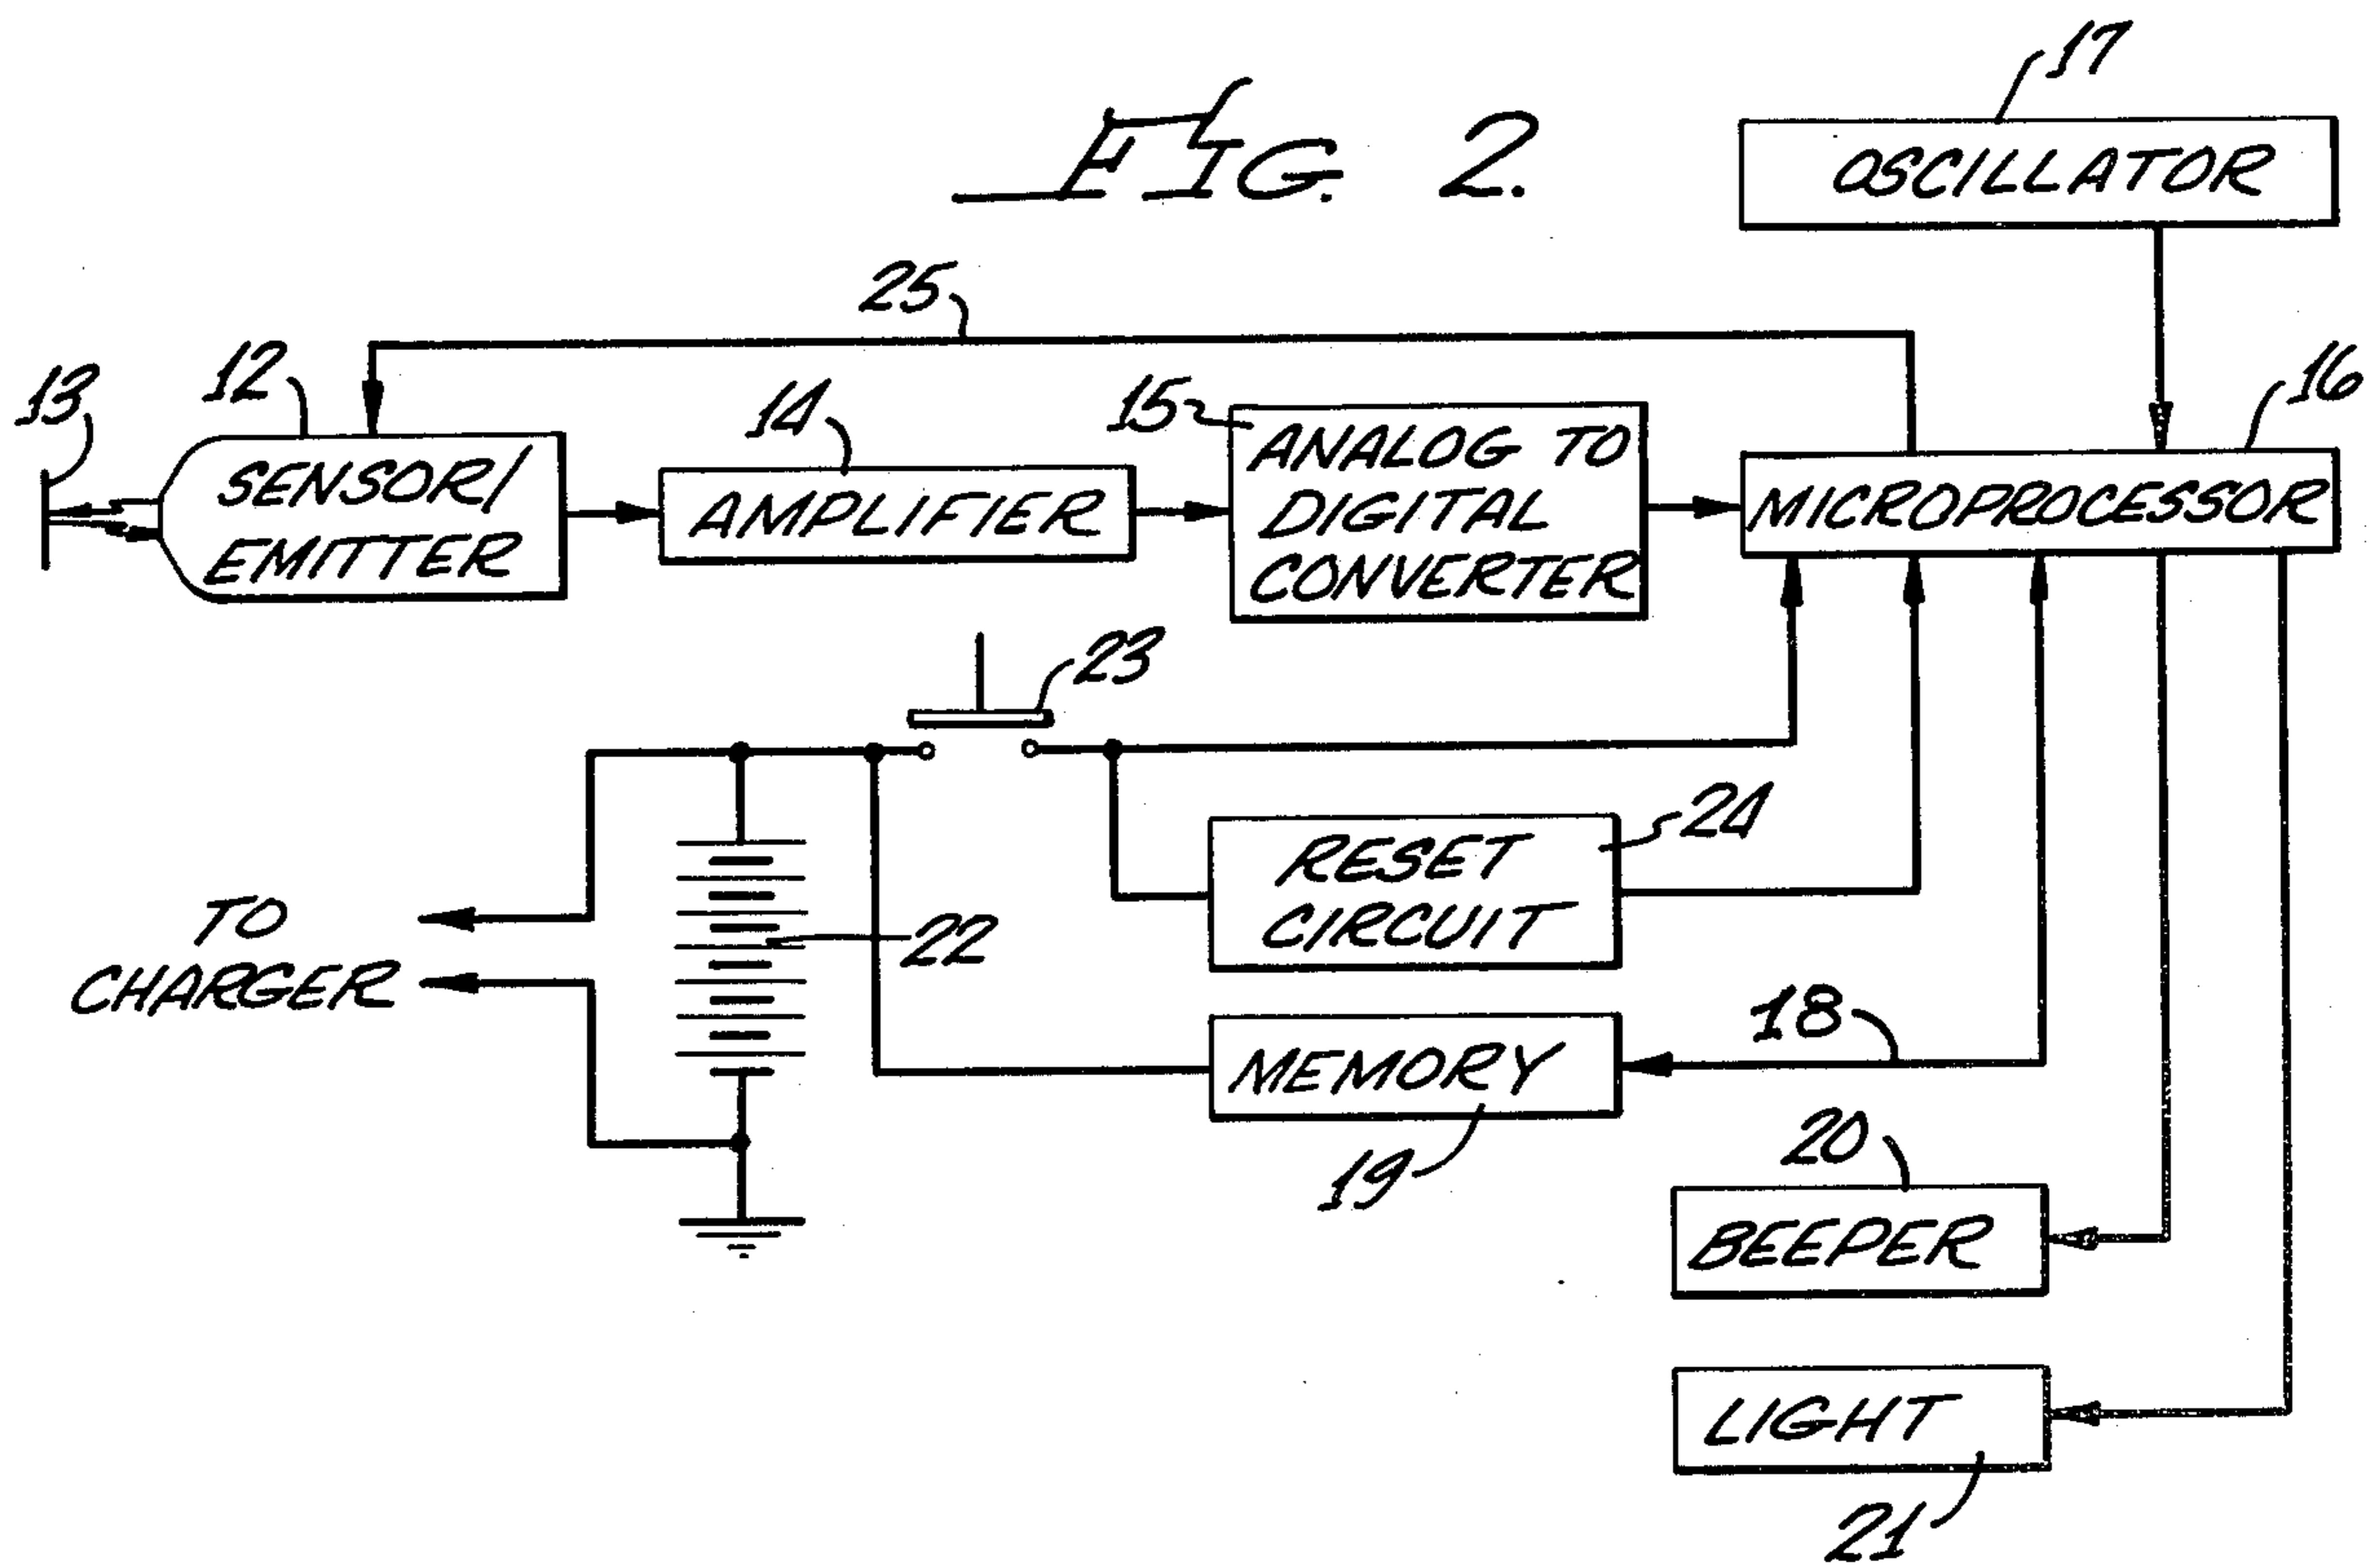 FIG. 2.
17
OSCILLATOR
25
13
12
SENSOR/
EMITTER
14
AMPLIFIER
15
ANALOG TO
DIGITAL
CONVERTER
16
MICROPROCESSOR
23
24
RESET
CIRCUIT
TO
CHARGER
22
18
MEMORY
19
20
BEEPER
LIGHT
21